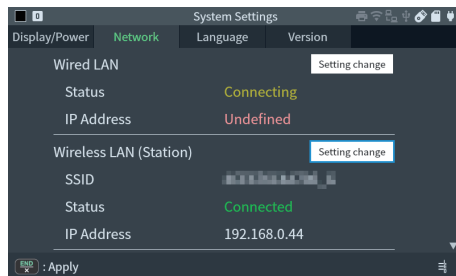 0 System Settings
Display/Power Network Language Version
Wired LAN Setting change
Status Connecting
IP Address Undefined
Wireless LAN (Station) Setting change
SSID
Status Connected
IP Address 192.168.0.44
END X : Apply